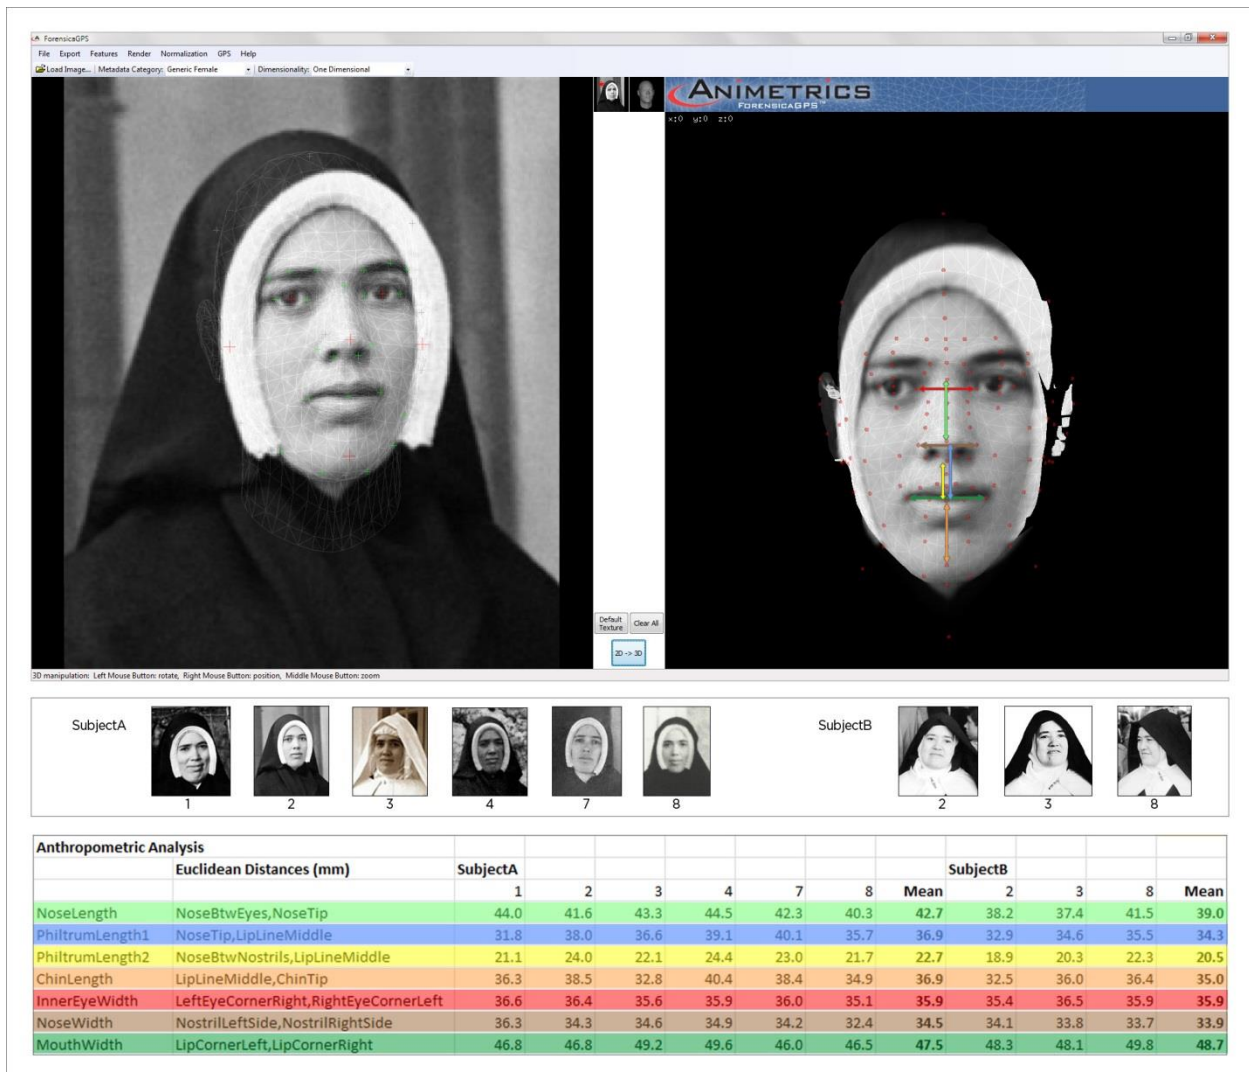 ForensicaGPS
File Export Features Render Normalization GPS Help
Load Image... Metadata Category: Generic Female Dimensionality: One Dimensional
ANIMETRICS
FORENSICAGPS™
x:0 y:0 z:0
Default Texture Clear All
2D -> 3D
3D manipulation: Left Mouse Button: rotate, Right Mouse Button: position, Middle Mouse Button: zoom
SubjectA SubjectB
1 2 3 4 7 8 2 3 8
Anthropometric Analysis
Euclidean Distances (mm) SubjectA SubjectB
1 2 3 4 7 8 Mean 2 3 8 Mean
NoseLength NoseBtwEyes,NoseTip 44.0 41.6 43.3 44.5 42.3 40.3 42.7 38.2 37.4 41.5 39.0
PhiltrumLength1 NoseTip,LipLineMiddle 31.8 38.0 36.6 39.1 40.1 35.7 36.9 32.9 34.6 35.5 34.3
PhiltrumLength2 NoseBtwNostrils,LipLineMiddle 21.1 24.0 22.1 24.4 23.0 21.7 22.7 18.9 20.3 22.3 20.5
ChinLength LipLineMiddle,ChinTip 36.3 38.5 32.8 40.4 38.4 34.9 36.9 32.5 36.0 36.4 35.0
InnerEyeWidth LeftEyeCornerRight,RightEyeCornerLeft 36.6 36.4 35.6 35.9 36.0 35.1 35.9 35.4 36.5 35.9 35.9
NoseWidth NostrilLeftSide,NostrilRightSide 36.3 34.3 34.6 34.9 34.2 32.4 34.5 34.1 33.8 33.7 33.9
MouthWidth LipCornerLeft,LipCornerRight 46.8 46.8 49.2 49.6 46.0 46.5 47.5 48.3 48.1 49.8 48.7